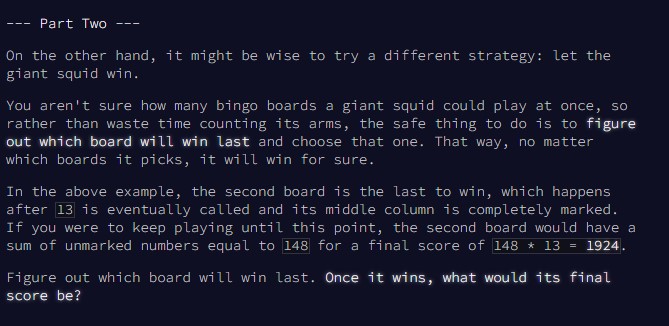 --- Part Two ---
On the other hand, it might be wise to try a different strategy: let the
giant squid win.
You aren't sure how many bingo boards a giant squid could play at once, so
rather than waste time counting its arms, the safe thing to do is to figure
out which board will win last and choose that one. That way, no matter
which boards it picks, it will win for sure.
In the above example, the second board is the last to win, which happens
after 13 is eventually called and its middle column is completely marked.
If you were to keep playing until this point, the second board would have a
sum of unmarked numbers equal to 148 for a final score of 148 * 13 = 1924.
Figure out which board will win last. Once it wins, what would its final
score be?